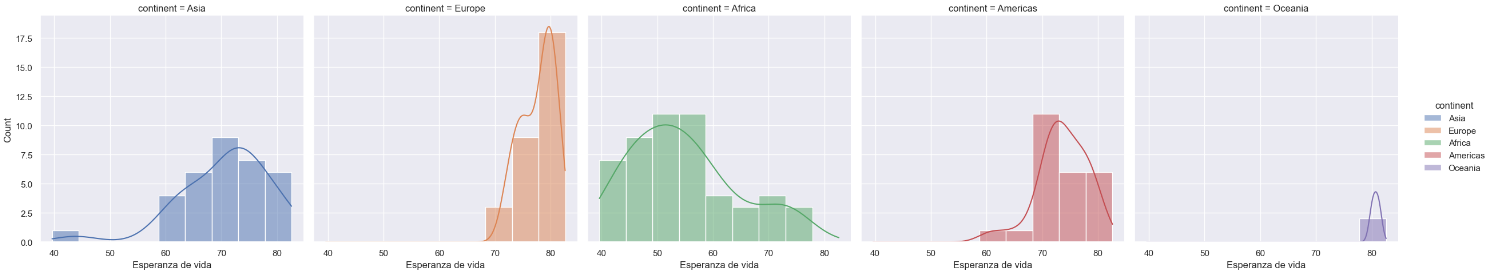 continent = Asia
continent = Europe
continent = Africa
continent = Americas
continent = Oceania
17.5
15.0
12.5
10.0
7.5
5.0
2.5
0.0
Count
40 50 60 70 80
40 50 60 70 80
40 50 60 70 80
40 50 60 70 80
40 50 60 70 80
Esperanza de vida
Esperanza de vida
Esperanza de vida
Esperanza de vida
Esperanza de vida
continent
Asia
Europe
Africa
Americas
Oceania